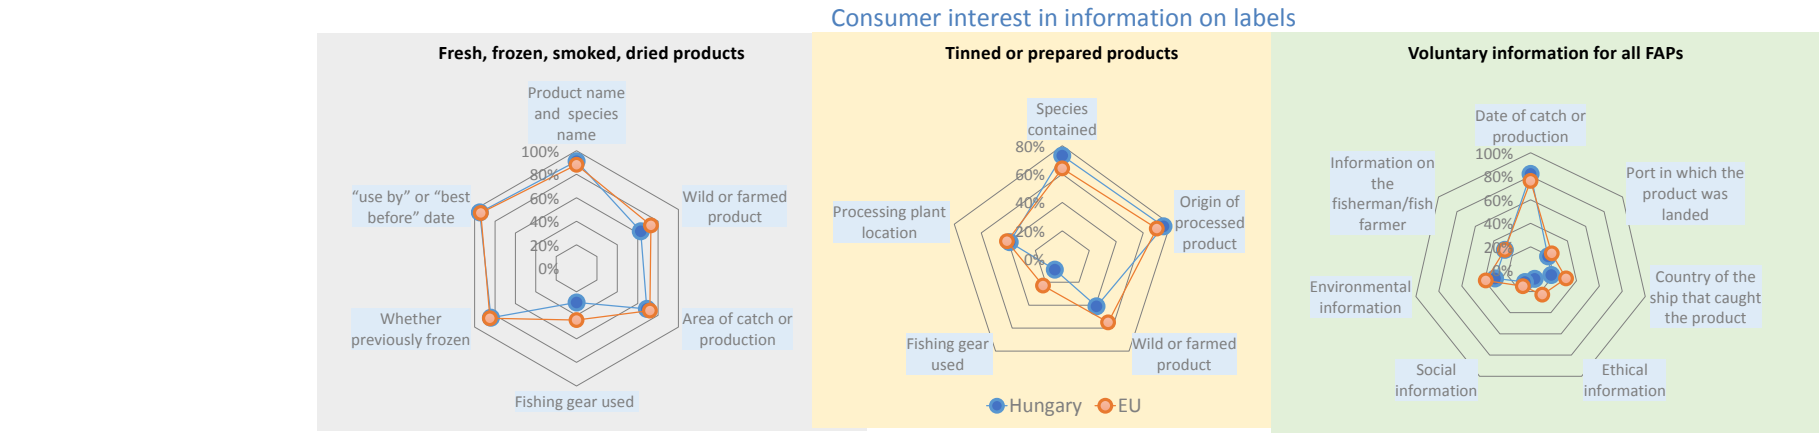 Consumer interest in information on labels
Fresh, frozen, smoked, dried products
Product name
and species
name
100%
80%
60%
40%
20%
0%
"use by" or "best
before" date
Wild or farmed
product
Whether
previously frozen
Area of catch or
production
Fishing gear used
Tinned or prepared products
Species
contained
80%
60%
40%
20%
0%
Processing plant
location
Origin of
processed
product
Fishing gear
used
Wild or farmed
product
Hungary
EU
Voluntary information for all FAPs
Date of catch or
production
100%
80%
60%
40%
20%
0%
Information on
the
fisherman/fish
farmer
Port in which the
product was
landed
Environmental
information
Country of the
ship that caught
the product
Social
information
Ethical
information